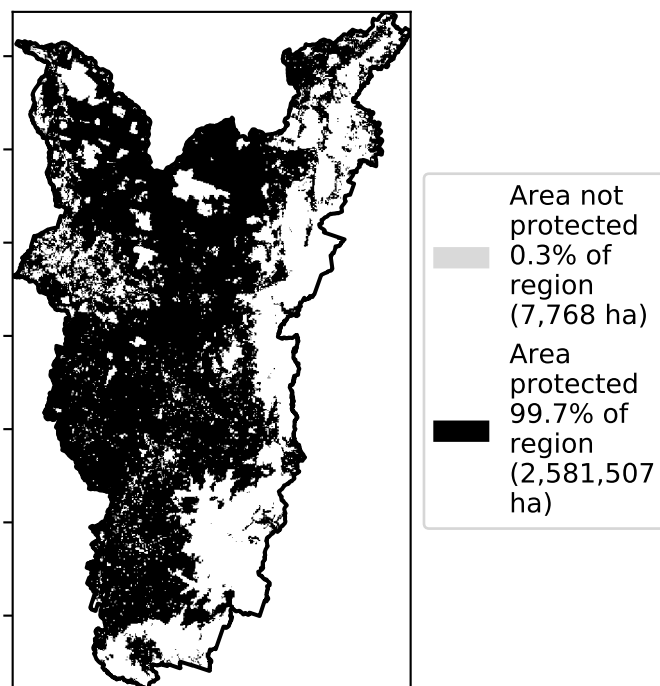 Area not
protected
0.3% of
region
(7,768 ha)
Area
protected
99.7% of
region
(2,581,507
ha)